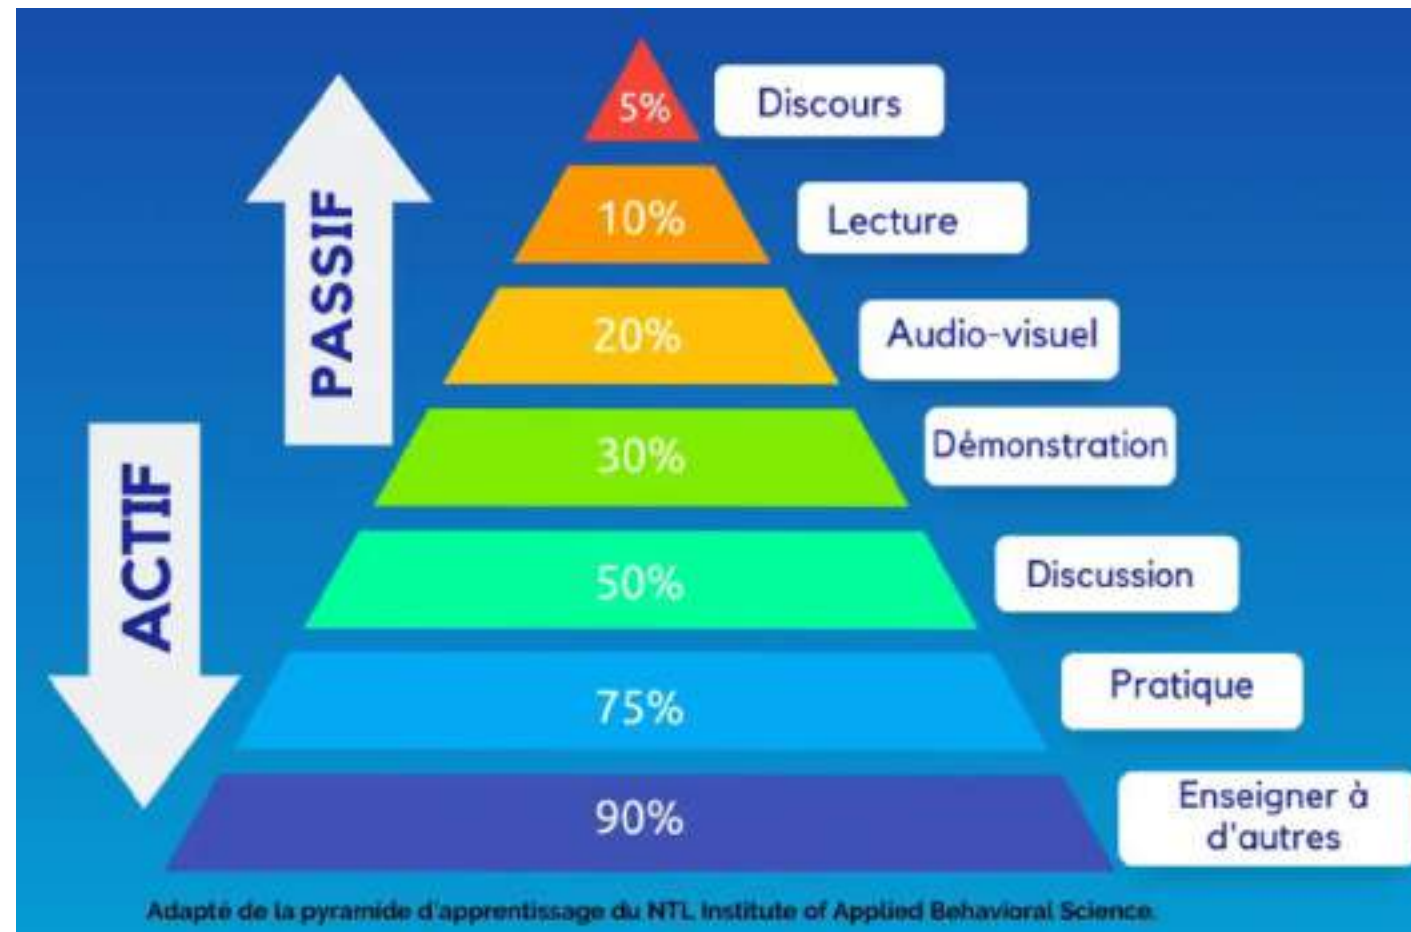 5%
Discours
10%
Lecture
20%
Audio-visuel
30%
Démonstration
50%
Discussion
75%
Pratique
90%
Enseigner à
d'autres
PASSIF
ACTIF
Adapté de la pyramide d'apprentissage du NTL Institute of Applied Behavioral Science.